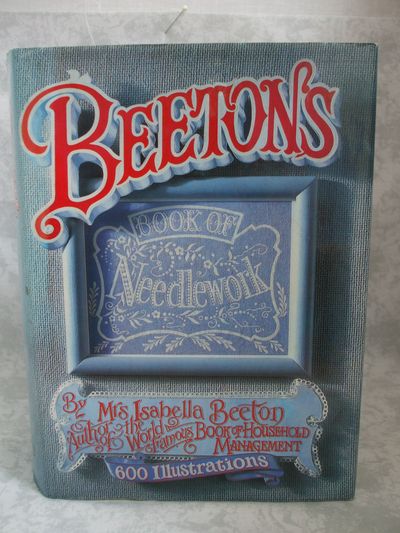 BEETON'S
BOOK OF
Needlework
By Mrs Isabella Beeton
Author of the World Famous Book of Household
Management
600 Illustrations